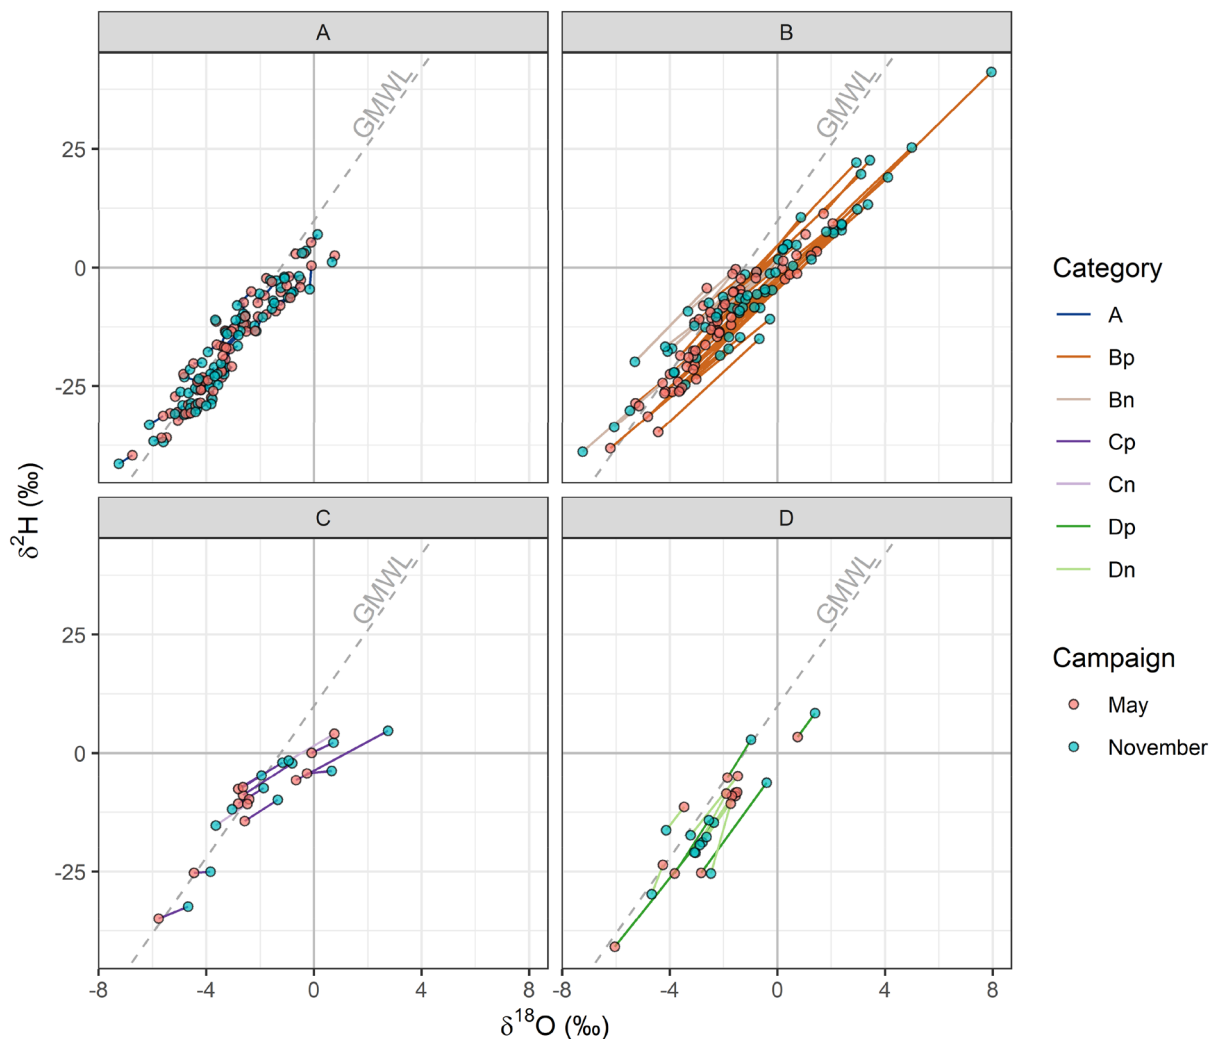 A
B
GMWL
GMWL
25
0
-25
C
D
GMWL
GMWL
25
0
-25
-8
-4
0
4
8
-8
-4
0
4
8
δ²H (‰)
δ¹⁸O (‰)
Category
A
Bp
Bn
Cp
Cn
Dp
Dn
Campaign
May
November